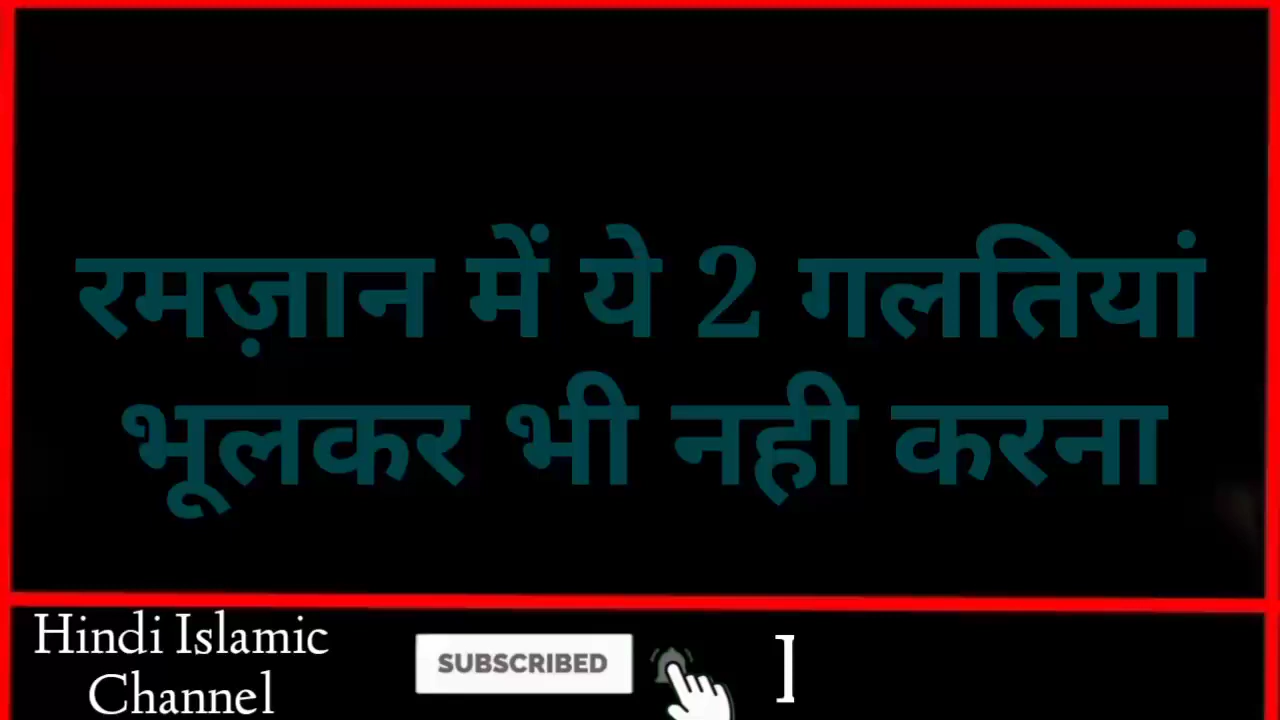 रमज़ान में ये 2 गलतियां
भूलकर भी नही करना
Hindi Islamic
Channel
SUBSCRIBED